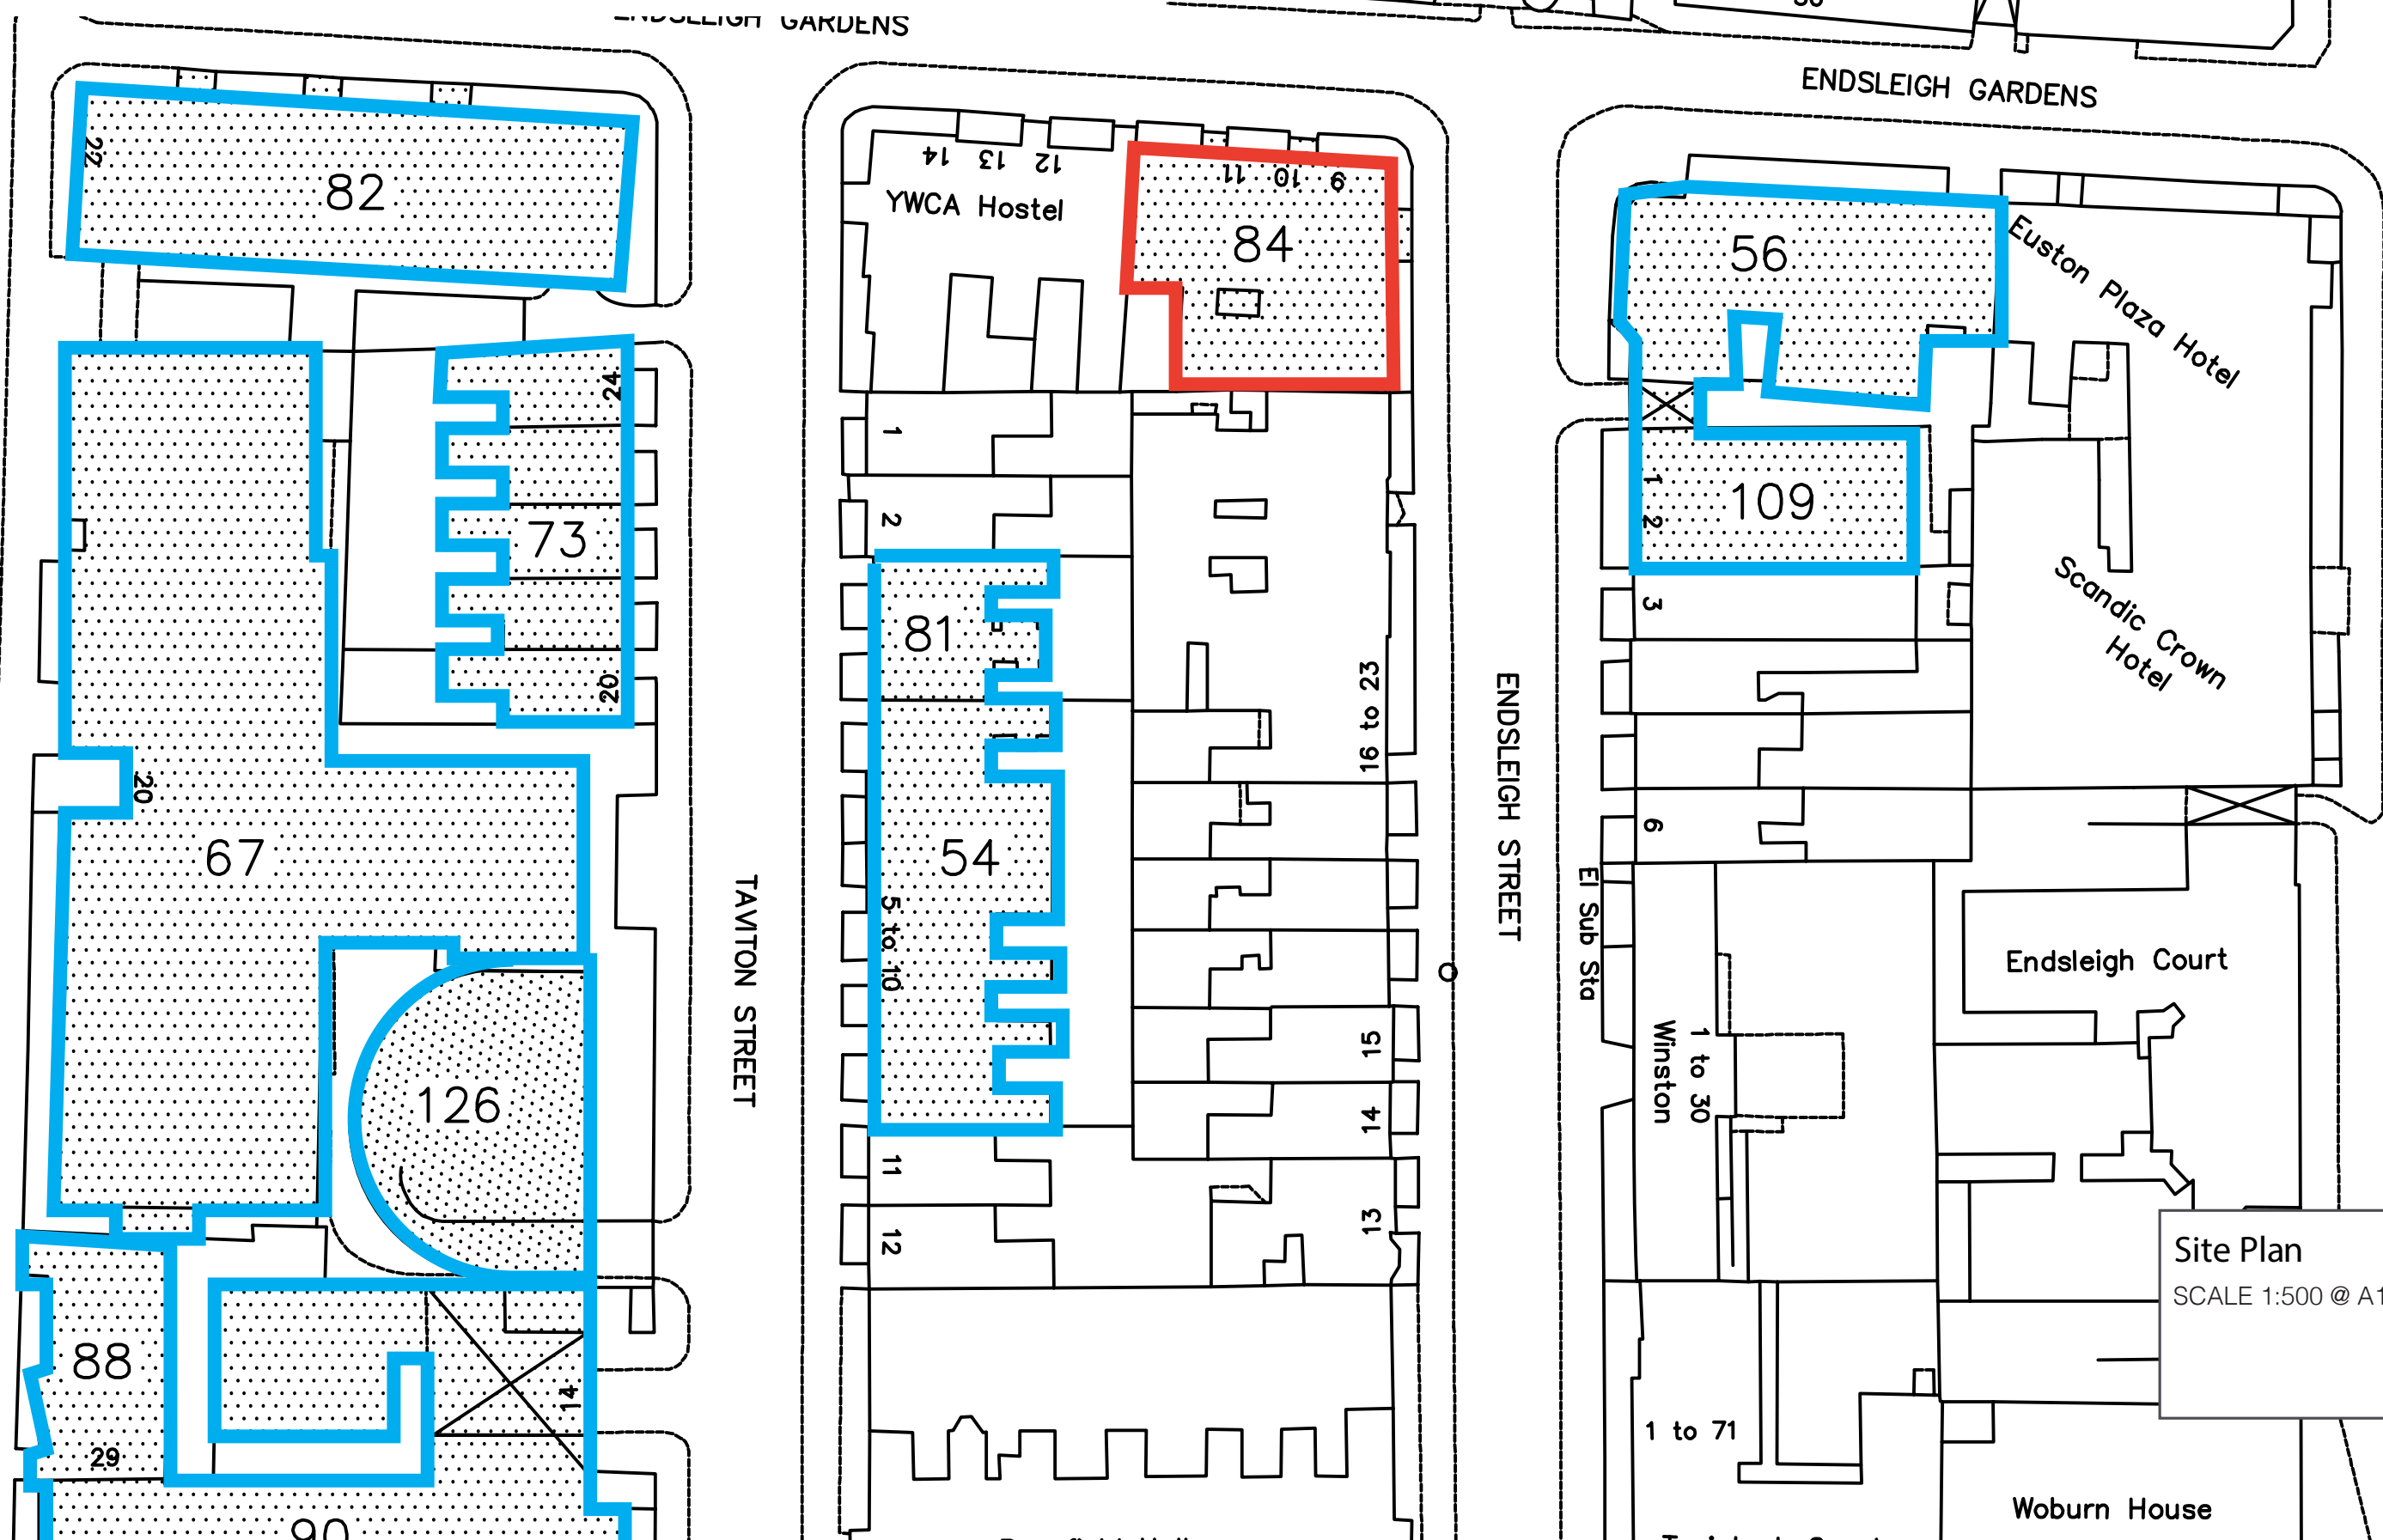 ENDSLEIGH GARDENS
ENDSLEIGH GARDENS
22
82
14
13
12
11
10
9
YWCA Hostel
84
56
Euston Plaza Hotel
24
73
20
1
2
1
2
109
3
Scandic Crown
Hotel
81
16 to 23
ENDSLEIGH STREET
20
67
54
5 to 10
6
El Sub Sta
TAVITON STREET
Endsleigh Court
126
15
14
13
1 to 30
Winston
11
12
Site Plan
SCALE 1:500 @ A1
88
29
14
1 to 71
90
Woburn House